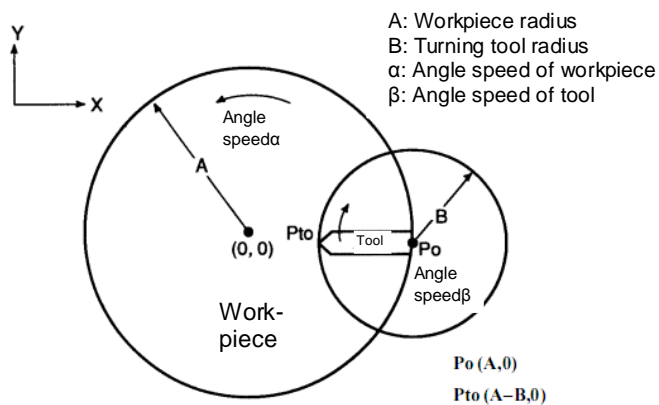 A: Workpiece radius
B: Turning tool radius
α: Angle speed of workpiece
β: Angle speed of tool
Y
X
Angle
speedα
A
(0, 0)
Pto
Tool
B
Po
Angle
speedβ
Work-
piece
Po (A,0)
Pto (A–B,0)